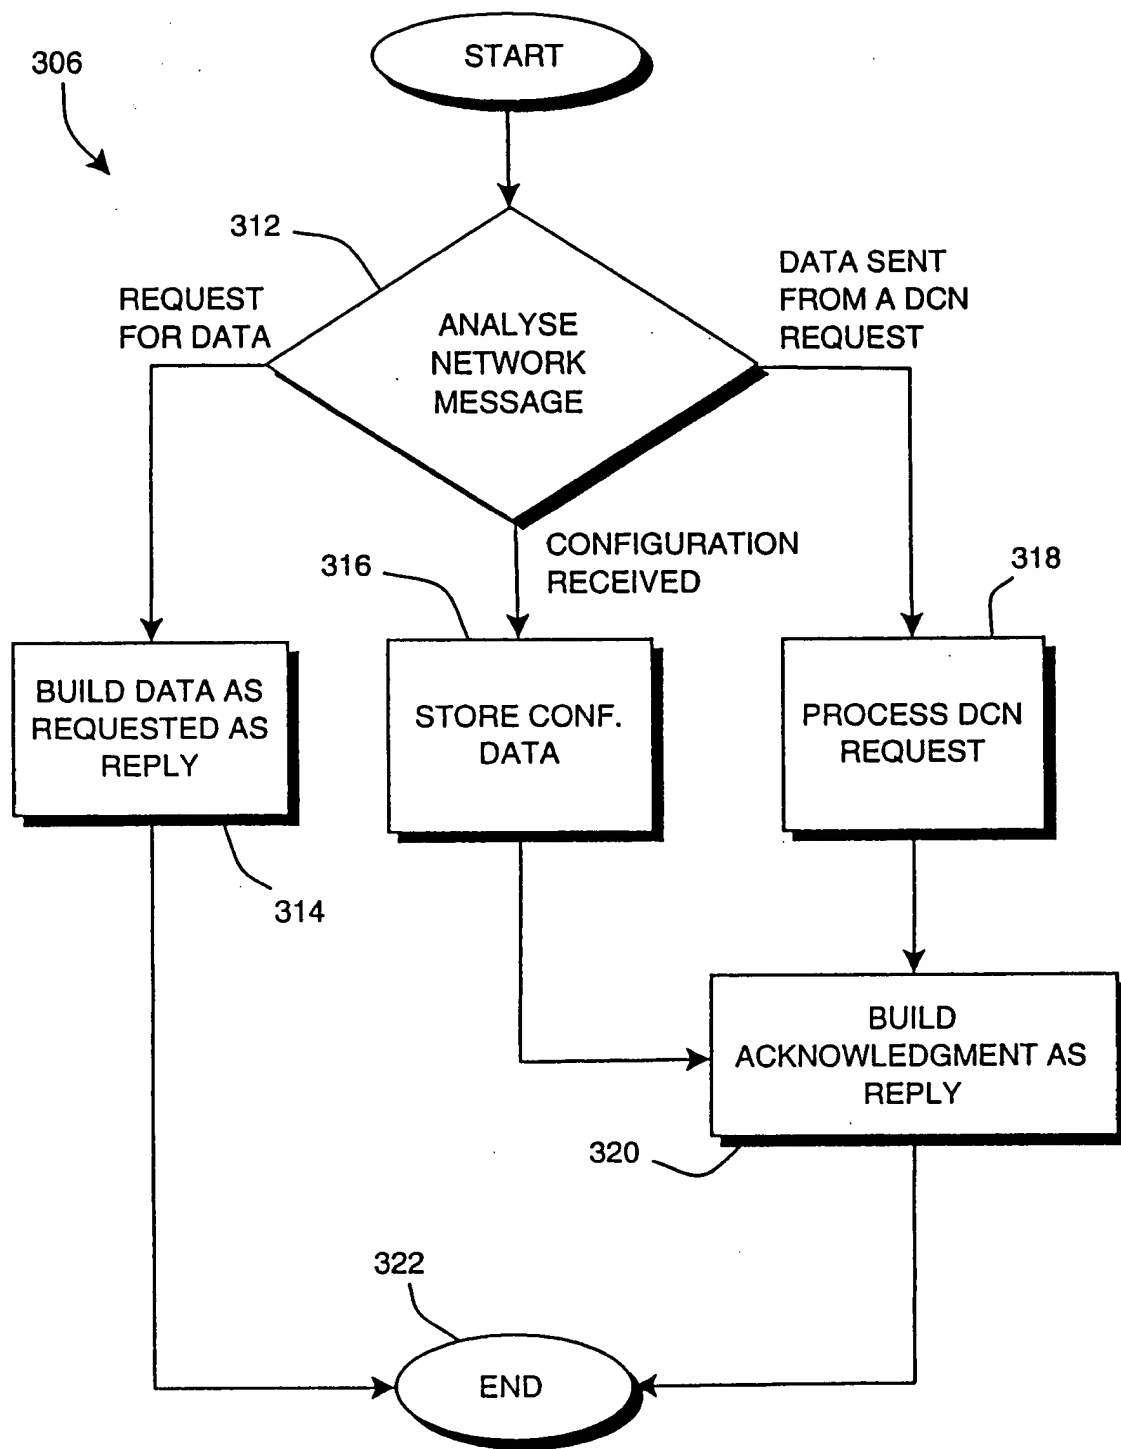 START
306
312
REQUEST
FOR DATA
ANALYSE
NETWORK
MESSAGE
DATA SENT
FROM A DCN
REQUEST
CONFIGURATION
RECEIVED
316
318
BUILD DATA AS
REQUESTED AS
REPLY
STORE CONF.
DATA
PROCESS DCN
REQUEST
314
BUILD
ACKNOWLEDGMENT AS
REPLY
320
322
END